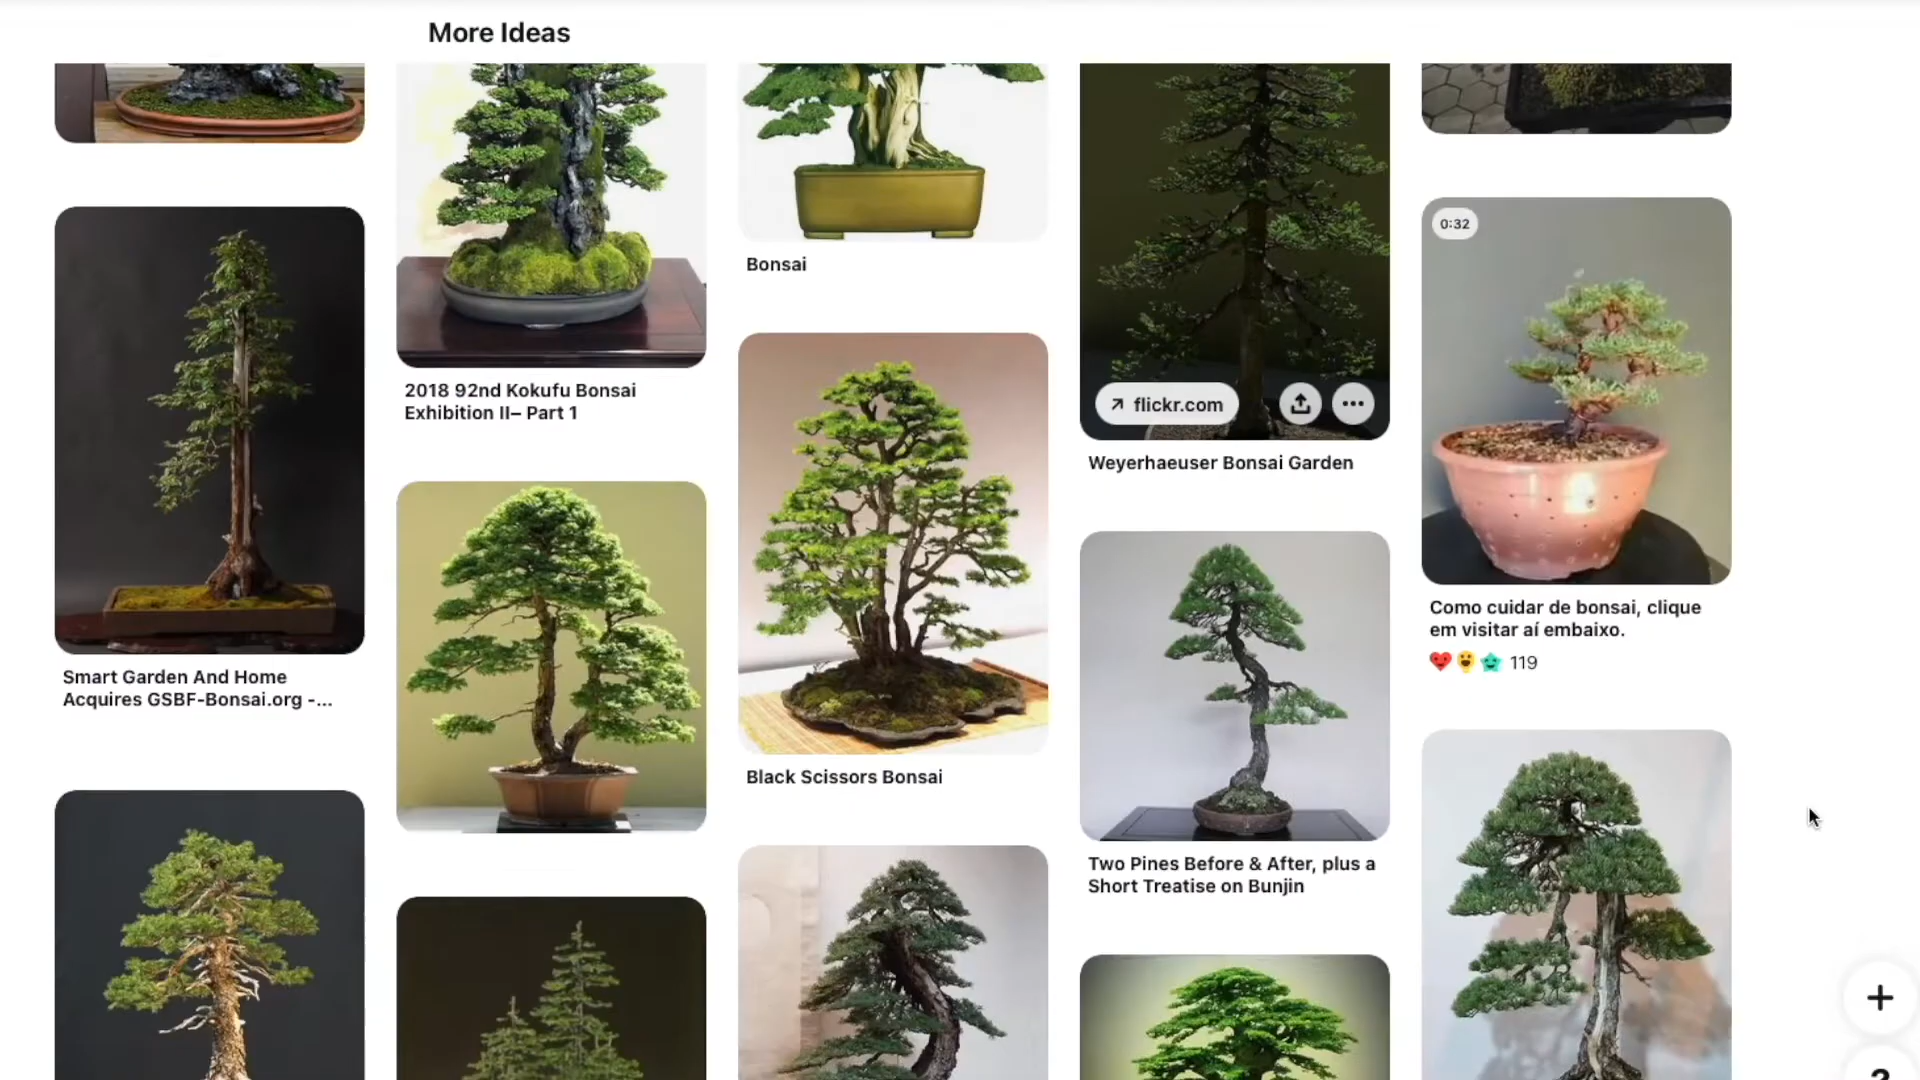 More Ideas
Smart Garden And Home
Acquires GSBF-Bonsai.org -...
2018 92nd Kokufu Bonsai
Exhibition II– Part 1
Bonsai
Black Scissors Bonsai
flickr.com
Weyerhaeuser Bonsai Garden
Two Pines Before & After, plus a
Short Treatise on Bunjin
0:32
Como cuidar de bonsai, clique
em visitar aí embaixo.
119